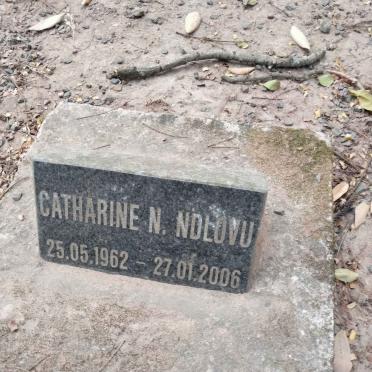 CATHARINE N. NDLOVU
25.05.1962 - 27.01.2006